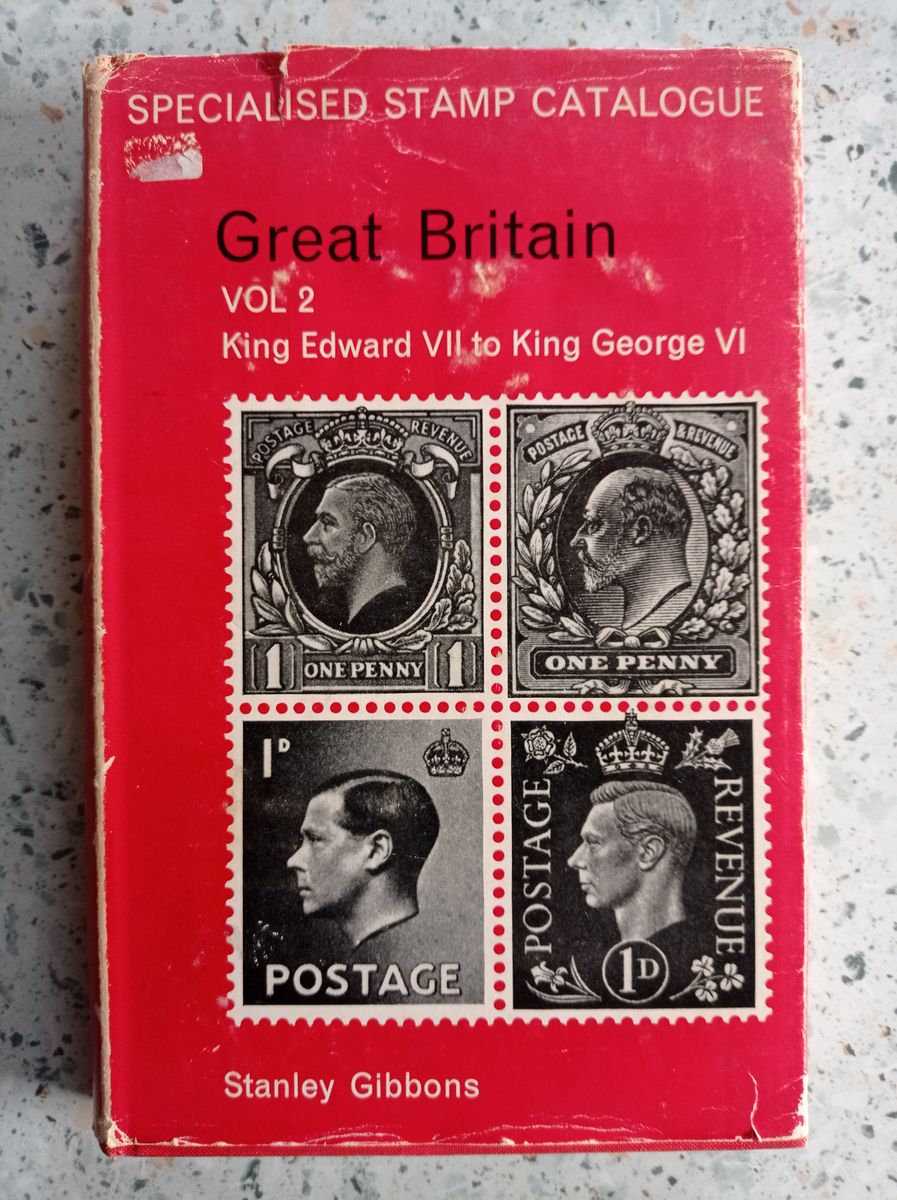 SPECIALISED STAMP CATALOGUE
Great Britain
VOL 2
King Edward VII to King George VI
POSTAGE REVENUE
1 ONE PENNY 1
POSTAGE & REVENUE
ONE PENNY
1D
POSTAGE
POSTAGE
REVENUE
1D
Stanley Gibbons